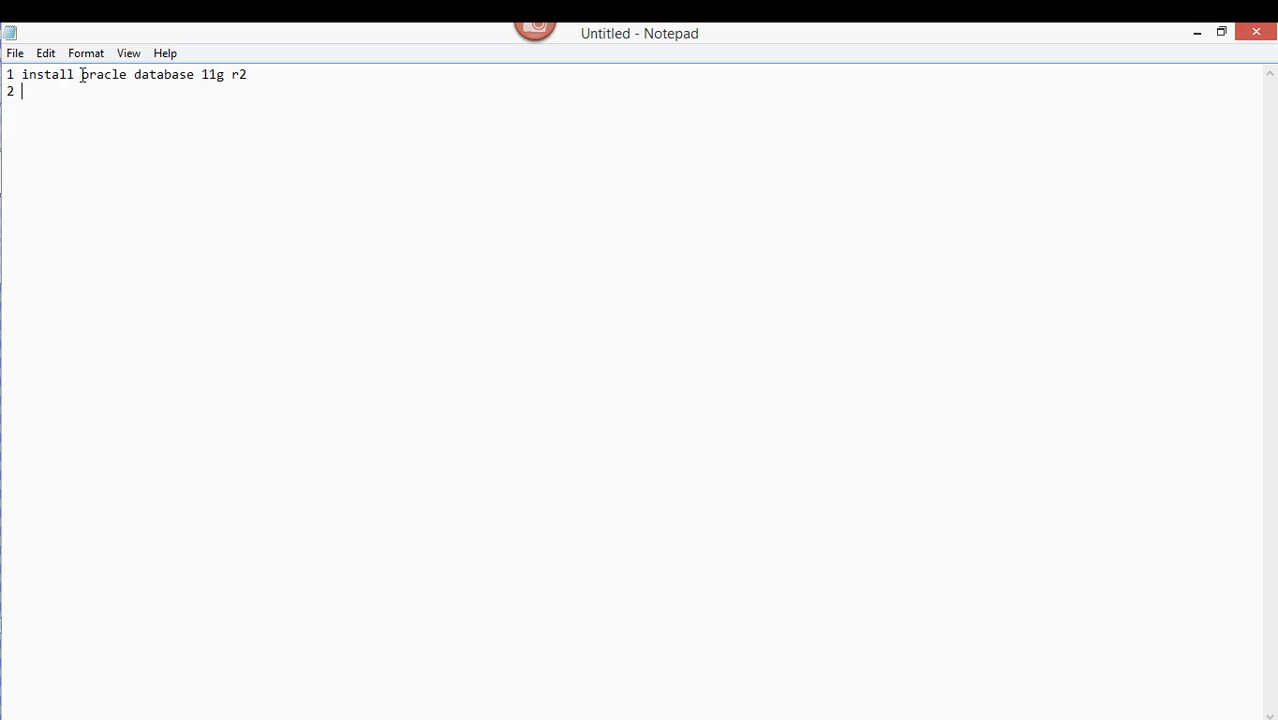 Untitled - Notepad
File Edit Format View Help
1 install oracle database 11g r2
2